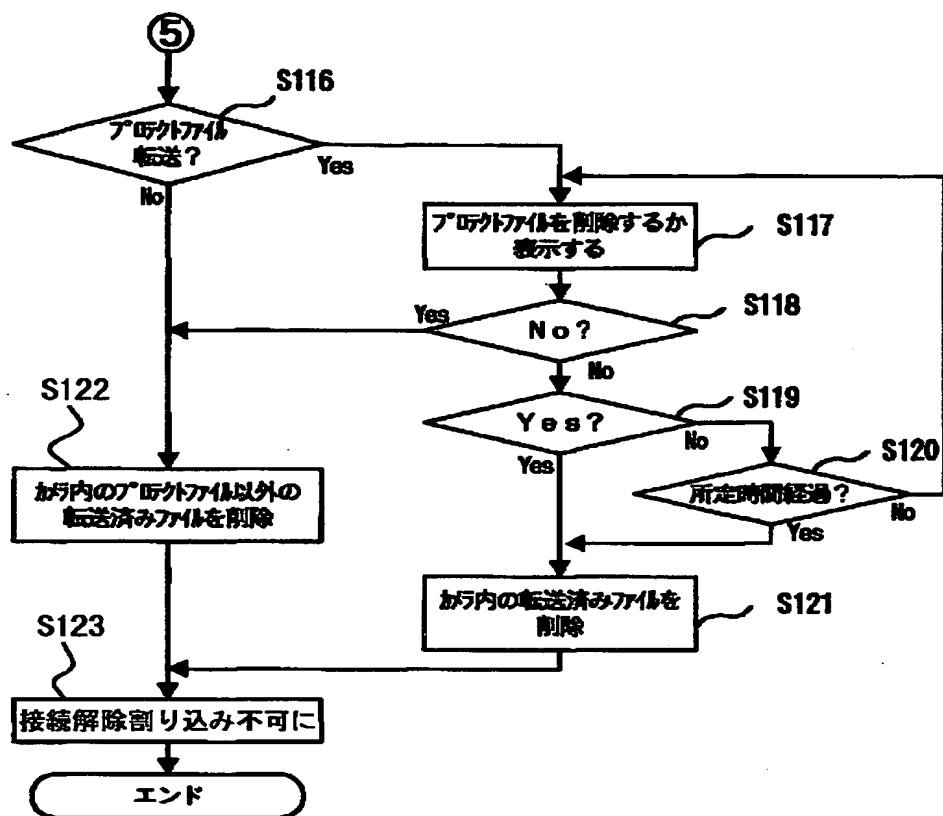 ⑤
S116
プロテクトファイル
転送？
Yes
No
プロテクトファイルを削除するか
表示する
S117
Yes
No？
S118
No
S122
Yes？
S119
No
Yes
S120
所定時間経過？
No
Yes
カメラ内のプロテクトファイル以外の
転送済みファイルを削除
カメラ内の転送済みファイルを
削除
S121
S123
接続解除割り込み不可に
エンド